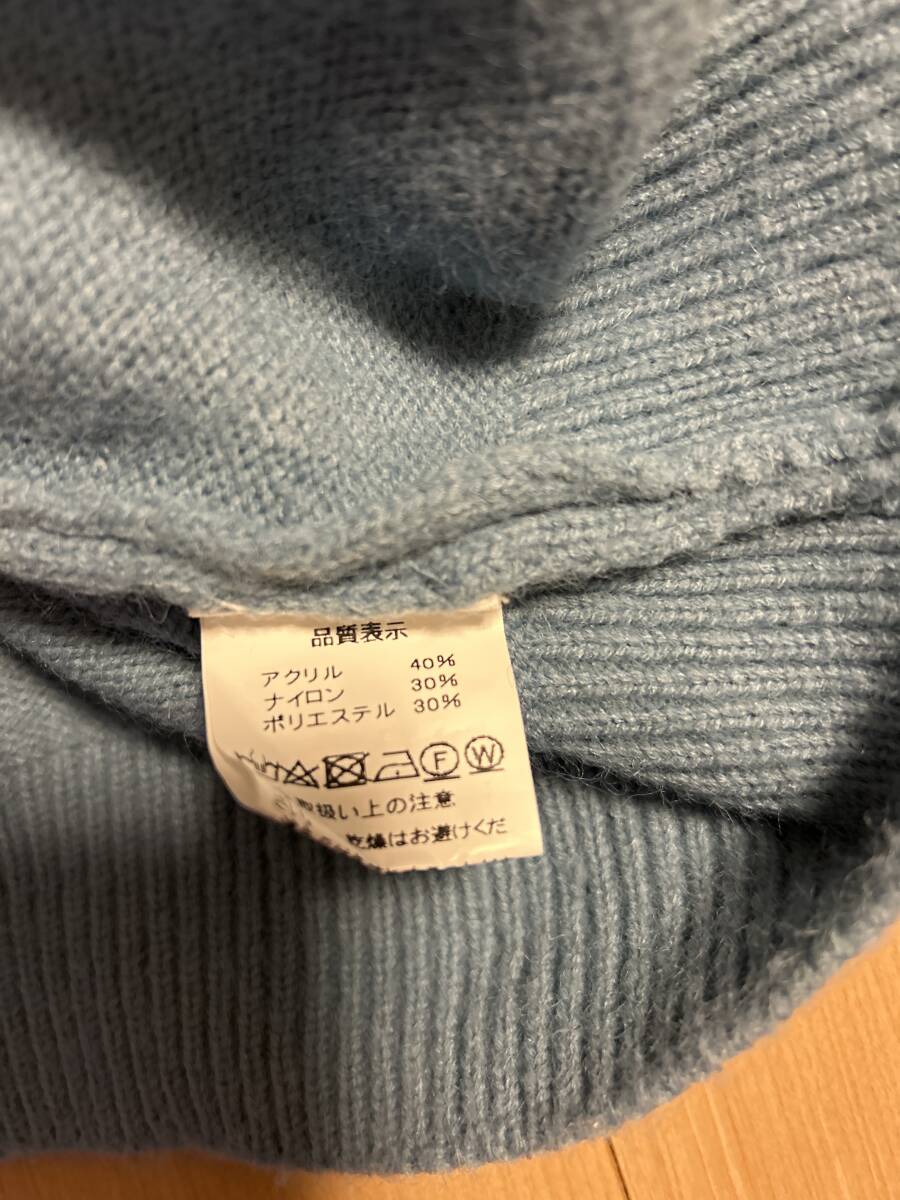 品質表示
アクリル 40%
ナイロン 30%
ポリエステル 30%
F W
取扱い上の注意
乾燥はお避けくだ